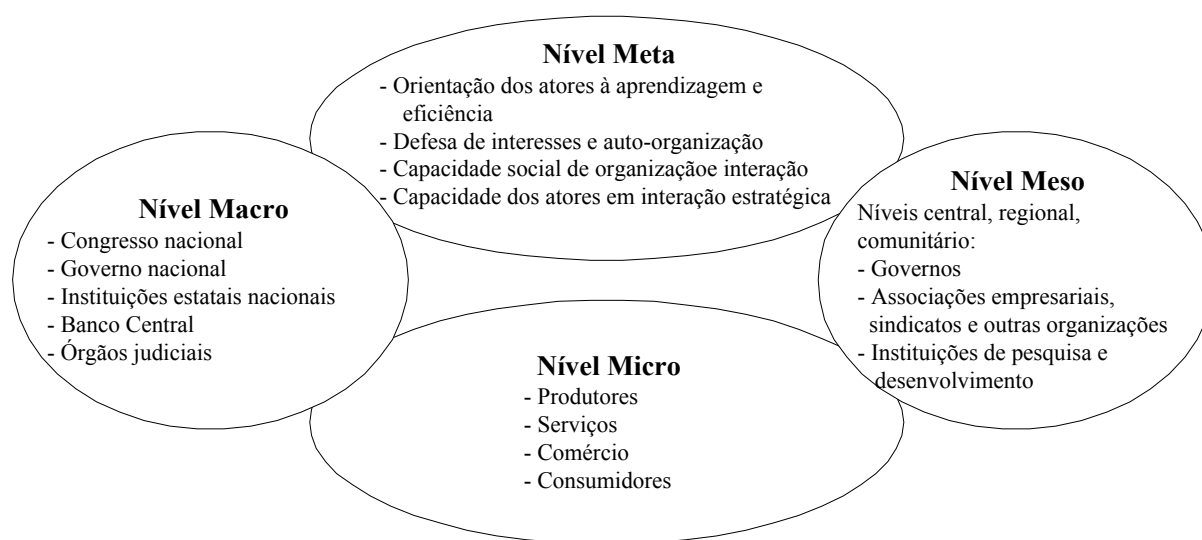 Nível Meta
- Orientação dos atores à aprendizagem e
eficiência
- Defesa de interesses e auto-organização
- Capacidade social de organizaçãoe interação
- Capacidade dos atores em interação estratégica
Nível Macro
- Congresso nacional
- Governo nacional
- Instituições estatais nacionais
- Banco Central
- Órgãos judiciais
Nível Meso
Níveis central, regional,
comunitário:
- Governos
- Associações empresariais,
sindicatos e outras organizações
- Instituições de pesquisa e
desenvolvimento
Nível Micro
- Produtores
- Serviços
- Comércio
- Consumidores